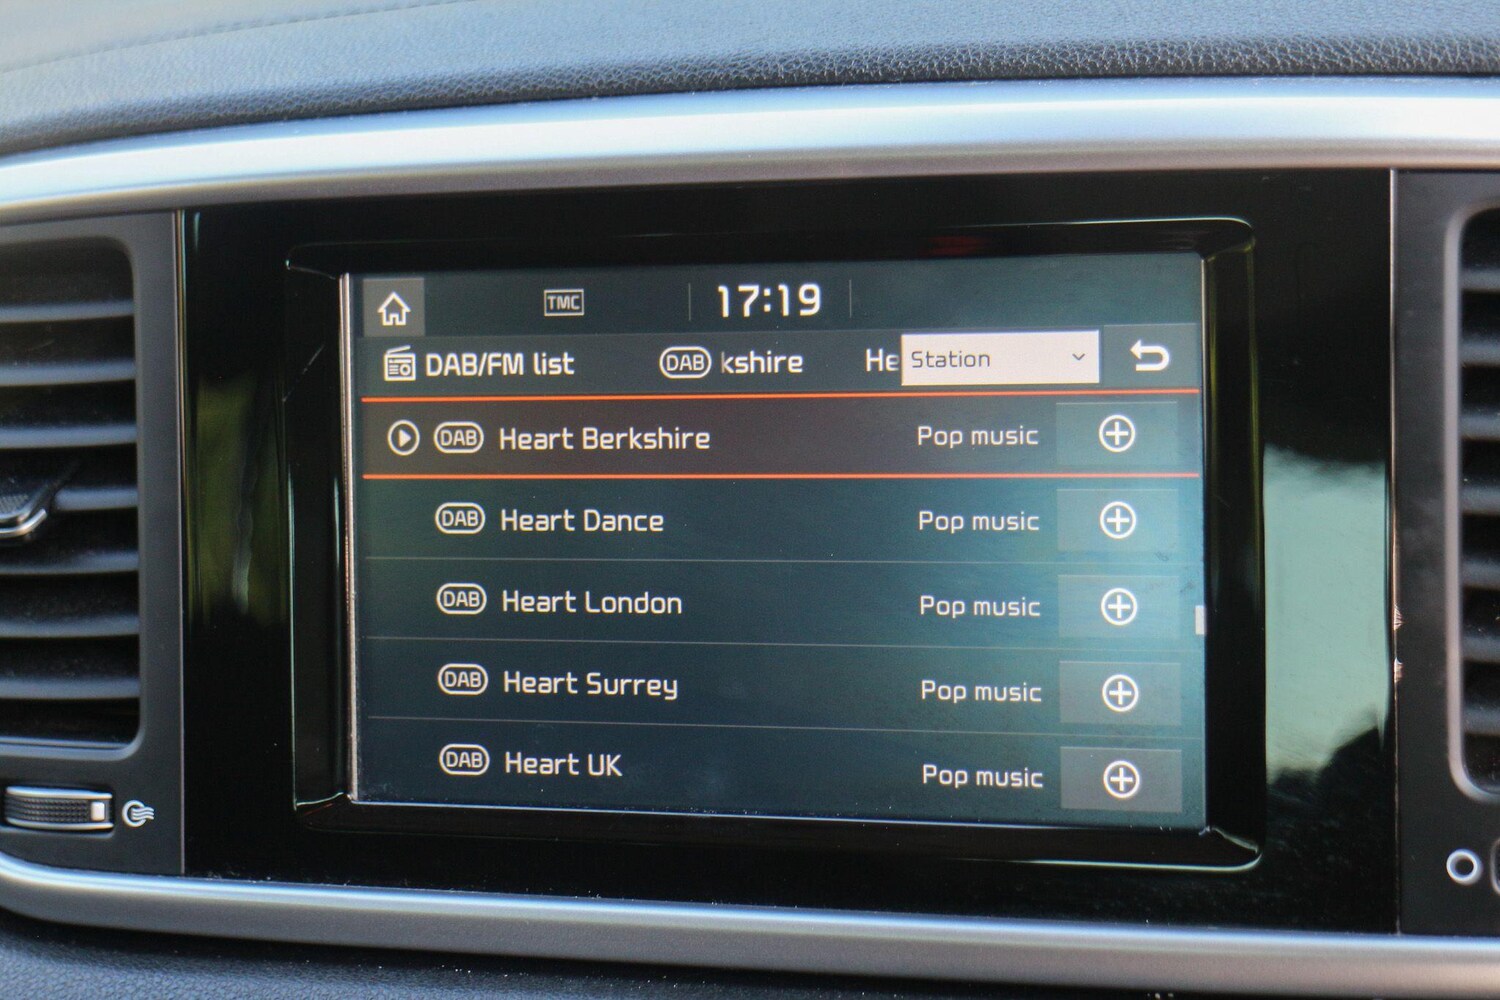 TMC 17:19
DAB/FM list DAB kshire He Station
DAB Heart Berkshire Pop music
DAB Heart Dance Pop music
DAB Heart London Pop music
DAB Heart Surrey Pop music
DAB Heart UK Pop music